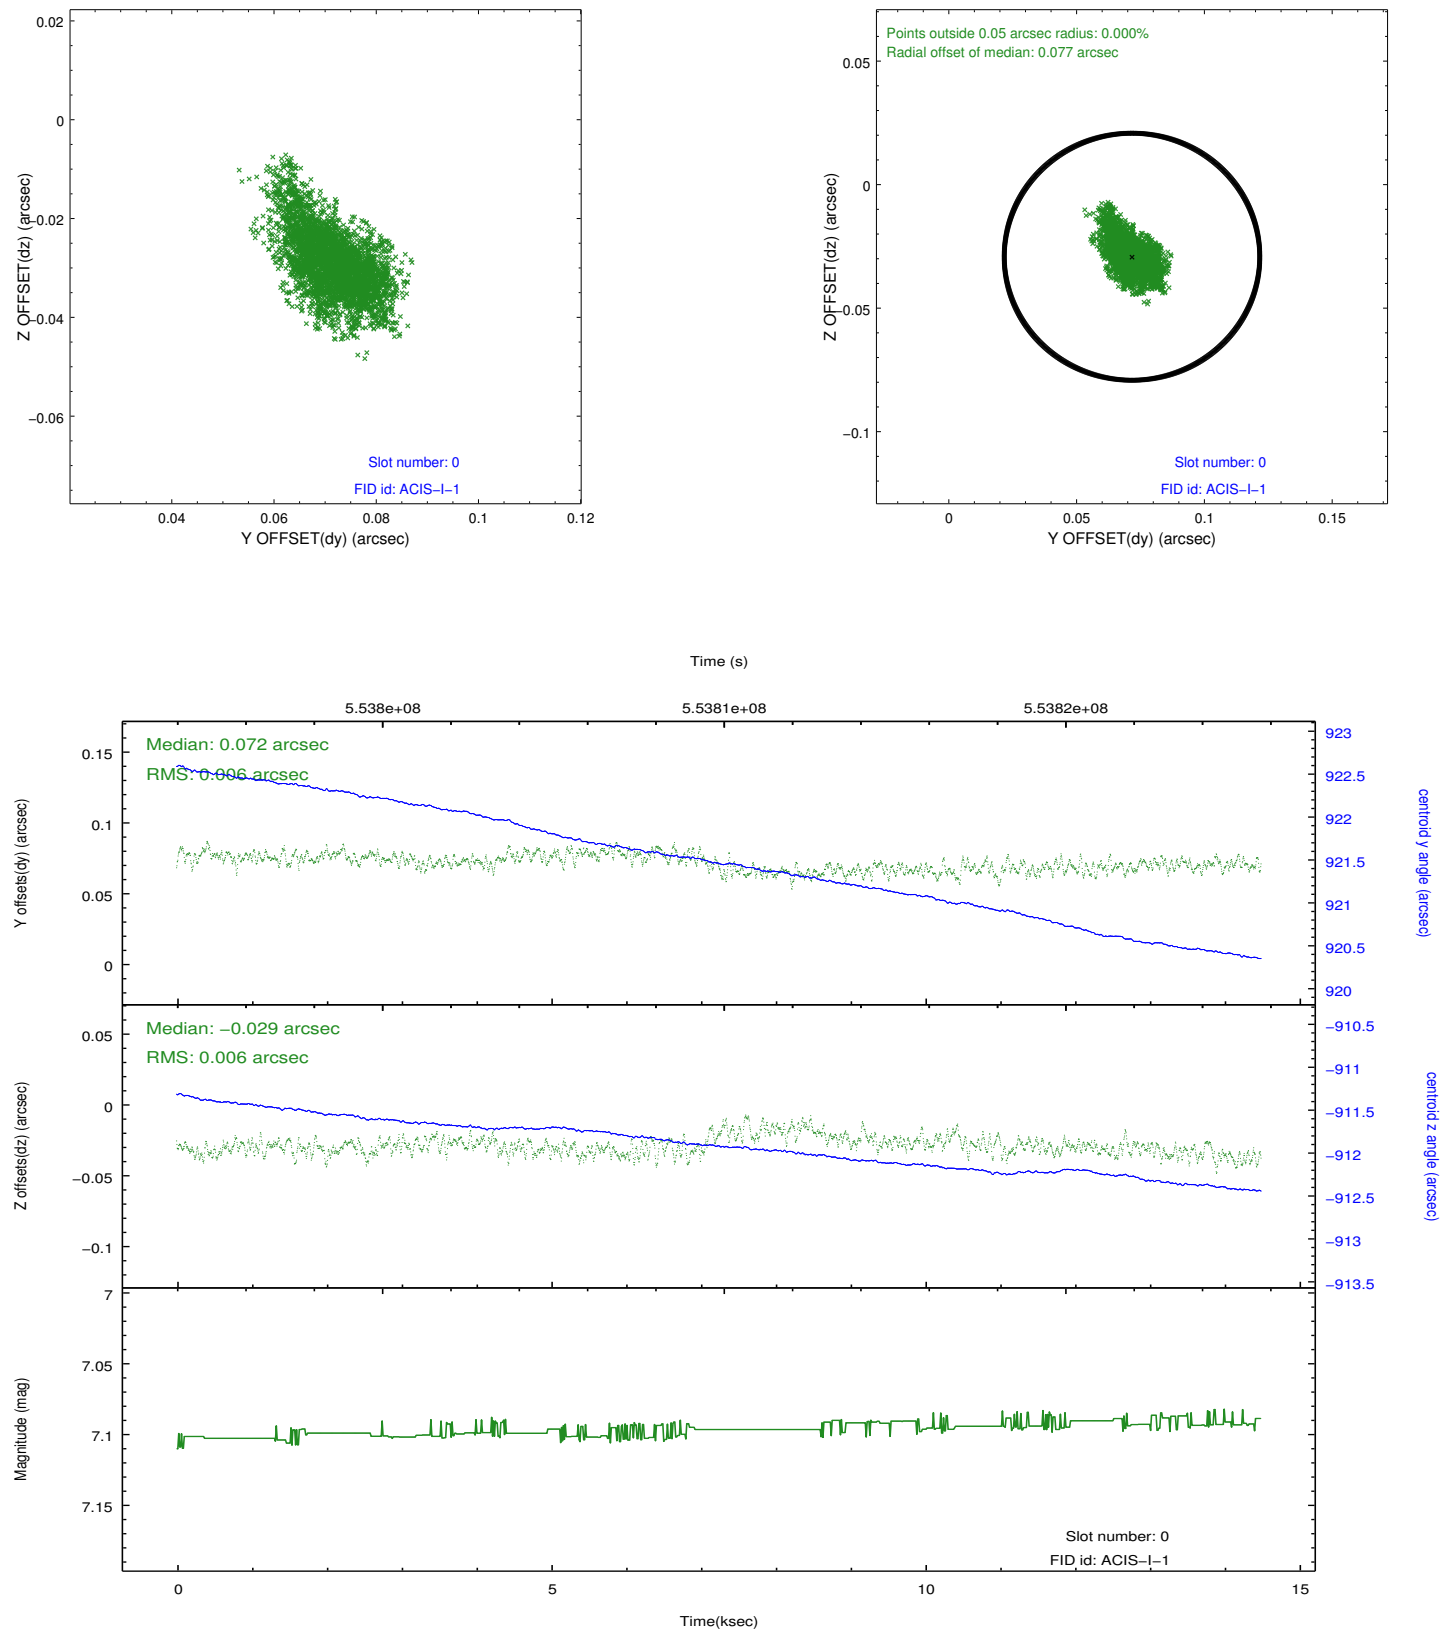 0.02
0
−0.02
−0.04
−0.06
Z OFFSET(dz) (arcsec)
Slot number: 0
FID id: ACIS−I−1
0.04 0.06 0.08 0.1 0.12
Y OFFSET(dy) (arcsec)
Points outside 0.05 arcsec radius: 0.000%
Radial offset of median: 0.077 arcsec
0.05
0
−0.05
−0.1
Z OFFSET(dz) (arcsec)
Slot number: 0
FID id: ACIS−I−1
0 0.05 0.1 0.15
Y OFFSET(dy) (arcsec)
Time (s)
5.538e+08 5.5381e+08 5.5382e+08
Median: 0.072 arcsec
RMS: 0.006 arcsec
0.15
0.1
0.05
0
Y offsets(dy) (arcsec)
923
922.5
922
921.5
921
920.5
920
centroid y angle (arcsec)
Median: −0.029 arcsec
RMS: 0.006 arcsec
0.05
0
−0.05
−0.1
Z offsets(dz) (arcsec)
−910.5
−911
−911.5
−912
−912.5
−913
−913.5
centroid z angle (arcsec)
7
7.05
7.1
7.15
Magnitude (mag)
Slot number: 0
FID id: ACIS−I−1
0 5 10 15
Time(ksec)